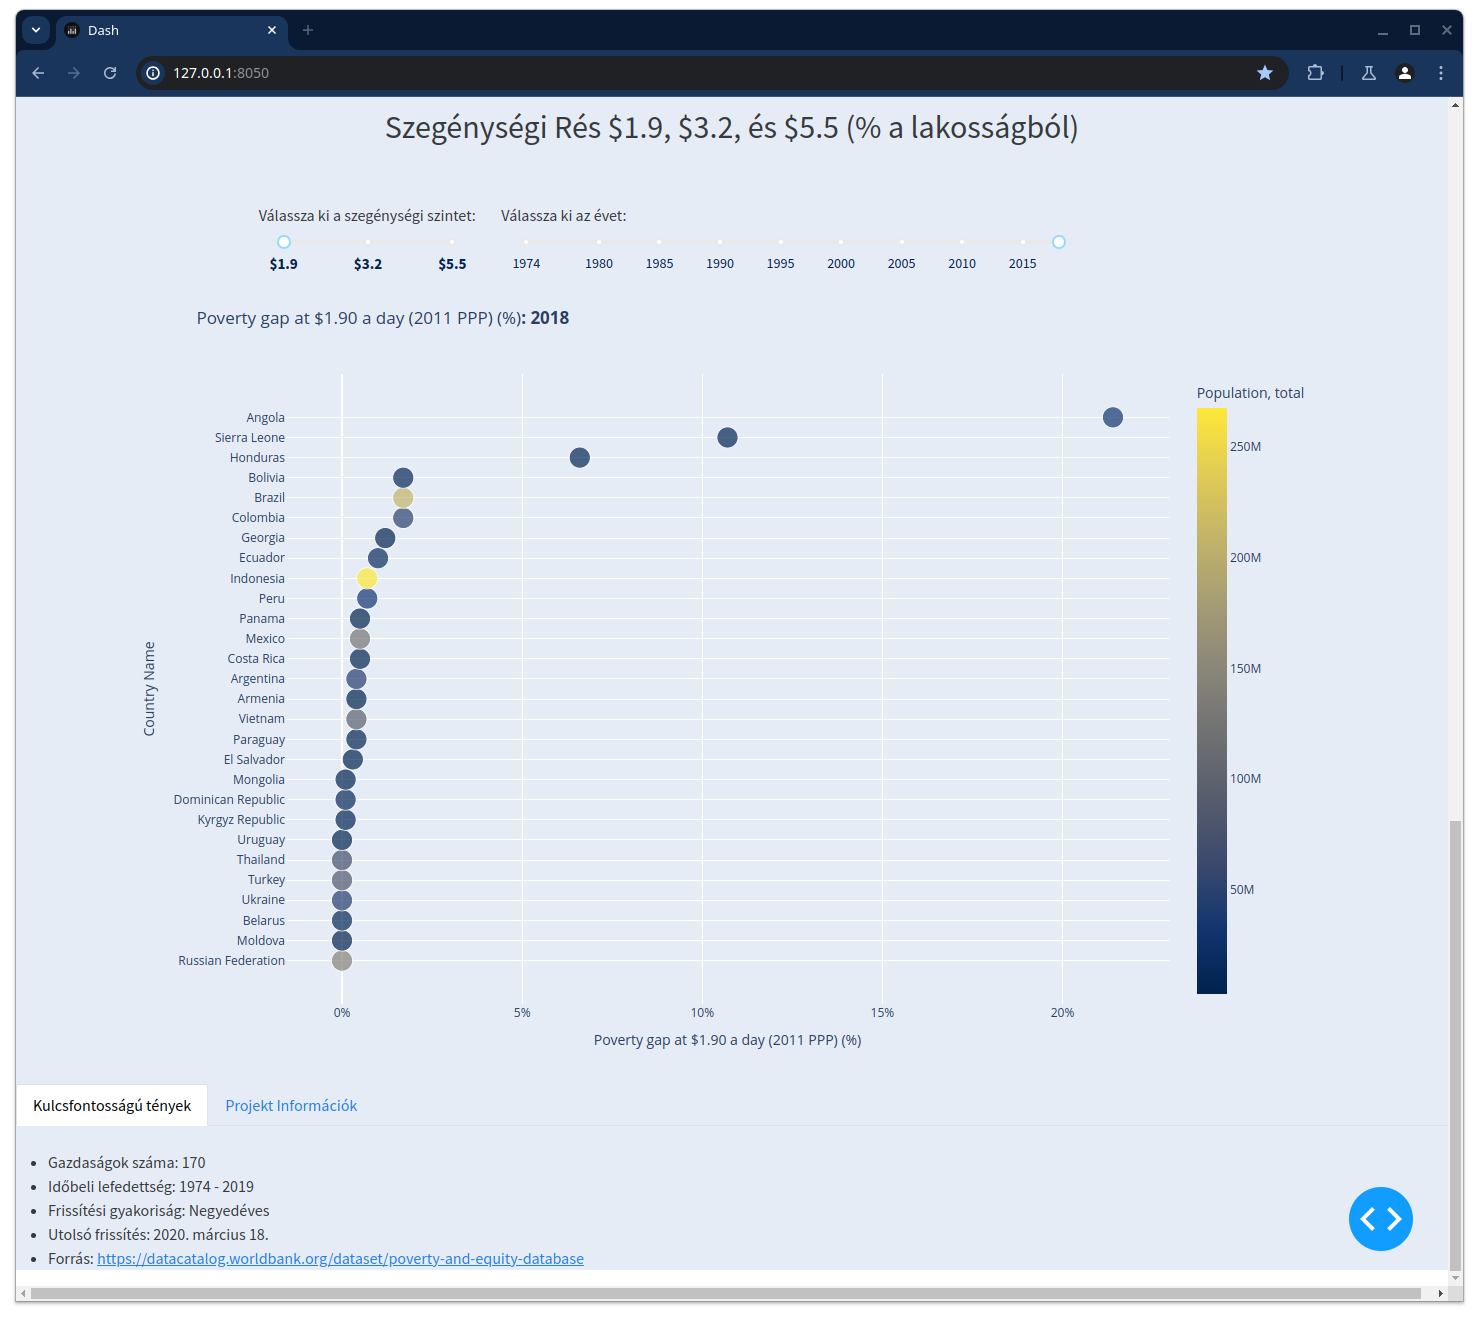 Dash
127.0.0.1:8050
Szegénységi Rés $1.9, $3.2, és $5.5 (% a lakosságból)
Válassza ki a szegénységi szintet:
$1.9 $3.2 $5.5
Válassza ki az évet:
1974 1980 1985 1990 1995 2000 2005 2010 2015
Poverty gap at $1.90 a day (2011 PPP) (%): 2018
Country Name
Angola
Sierra Leone
Honduras
Bolivia
Brazil
Colombia
Georgia
Ecuador
Indonesia
Peru
Panama
Mexico
Costa Rica
Argentina
Armenia
Vietnam
Paraguay
El Salvador
Mongolia
Dominican Republic
Kyrgyz Republic
Uruguay
Thailand
Turkey
Ukraine
Belarus
Moldova
Russian Federation
0% 5% 10% 15% 20%
Poverty gap at $1.90 a day (2011 PPP) (%)
Population, total
250M
200M
150M
100M
50M
Kulcsfontosságú tények
Projekt Információk
Gazdaságok száma: 170
Időbeli lefedettség: 1974 - 2019
Frissítési gyakoriság: Negyedéves
Utolsó frissítés: 2020. március 18.
Forrás: https://datacatalog.worldbank.org/dataset/poverty-and-equity-database